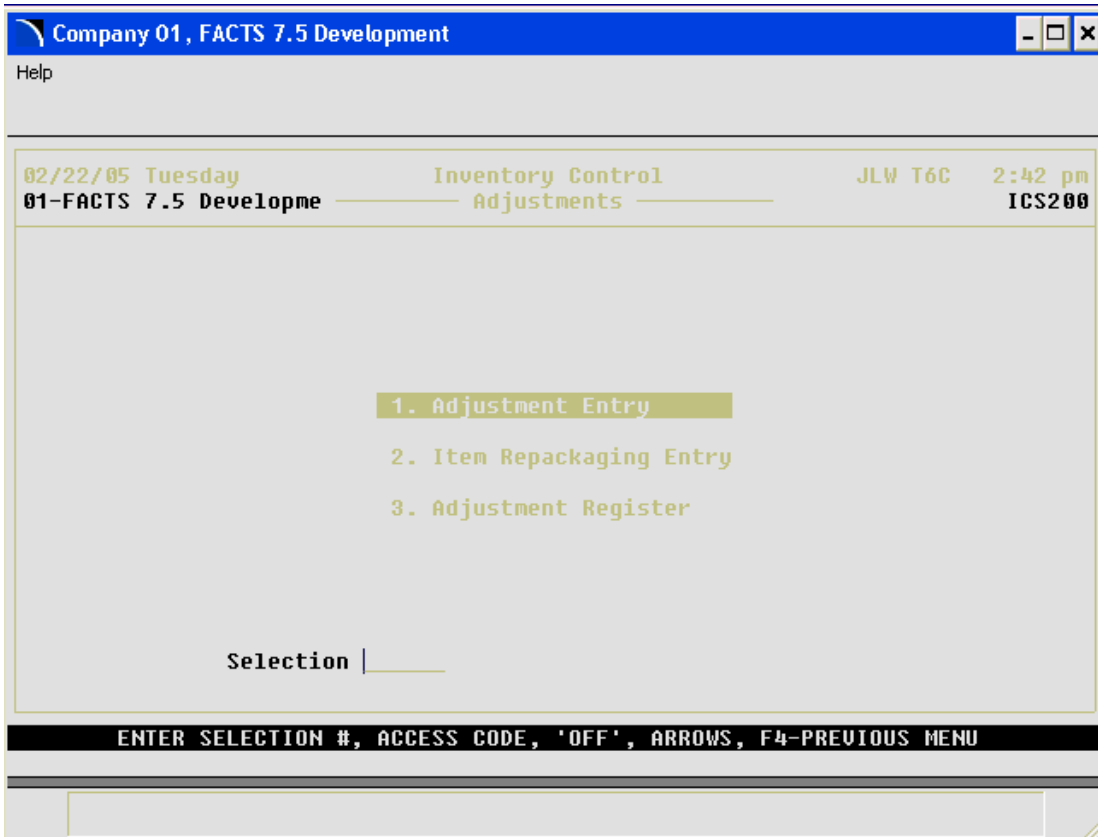 Company 01, FACTS 7.5 Development
Help
02/22/05 Tuesday Inventory Control JLW T6C 2:42 pm
01-FACTS 7.5 Developme Adjustments ICS200
1. Adjustment Entry
2. Item Repackaging Entry
3. Adjustment Register
Selection
ENTER SELECTION #, ACCESS CODE, 'OFF', ARROWS, F4-PREVIOUS MENU